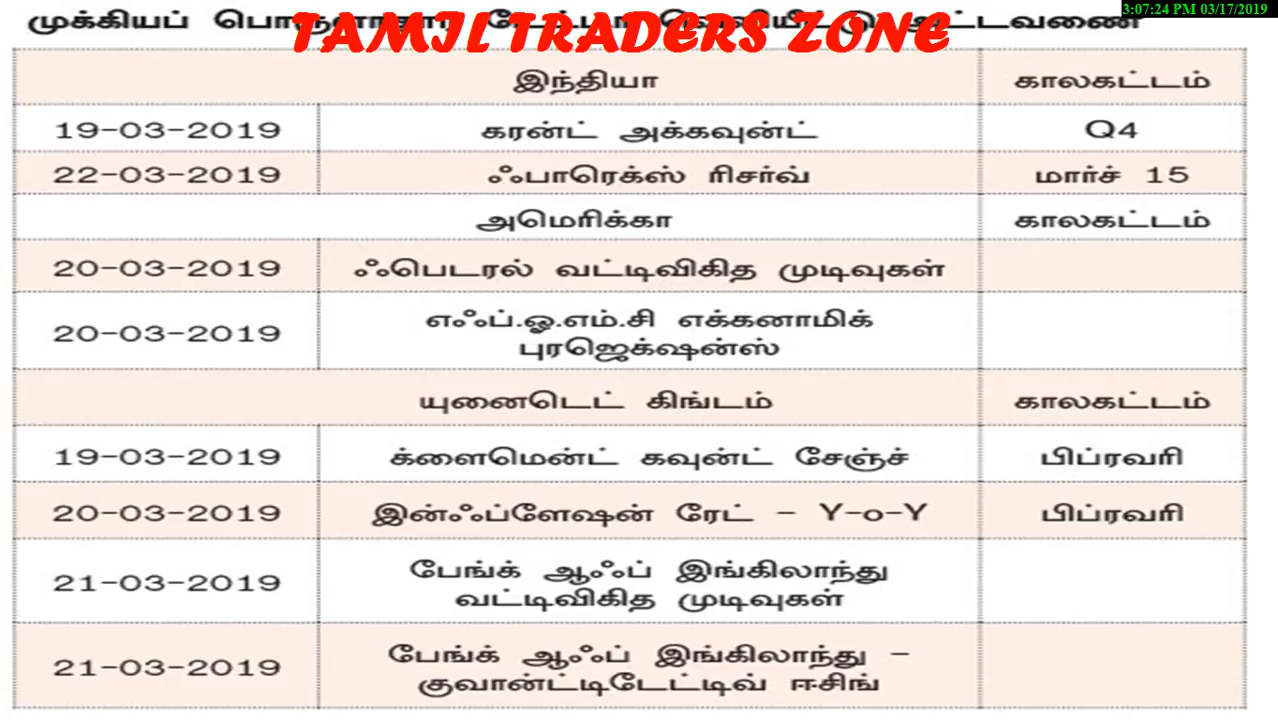 3:07:24 PM 03/17/2019
முக்கியப் அட்டவணை
TAMIL TRADERS ZONE
இந்தியா காலகட்டம்
19-03-2019 கரன்ட் அக்கவுன்ட் Q4
22-03-2019 ஃபாரெக்ஸ் ரிசர்வ் மார்ச் 15
அமெரிக்கா காலகட்டம்
20-03-2019 ஃபெடரல் வட்டிவிகித முடிவுகள்
20-03-2019 எஃப்.ஓ.எம்.சி எக்கனாமிக்
புரஜெக்‌ஷன்ஸ்
யுனைடெட் கிங்டம் காலகட்டம்
19-03-2019 க்ளைமென்ட் கவுன்ட் சேஞ்ச் பிப்ரவரி
20-03-2019 இன்ஃப்ளேஷன் ரேட் - Y-o-Y பிப்ரவரி
21-03-2019 பேங்க் ஆஃப் இங்கிலாந்து
வட்டிவிகித முடிவுகள்
21-03-2019 பேங்க் ஆஃப் இங்கிலாந்து -
குவான்ட்டிடேட்டிவ் ஈசிங்